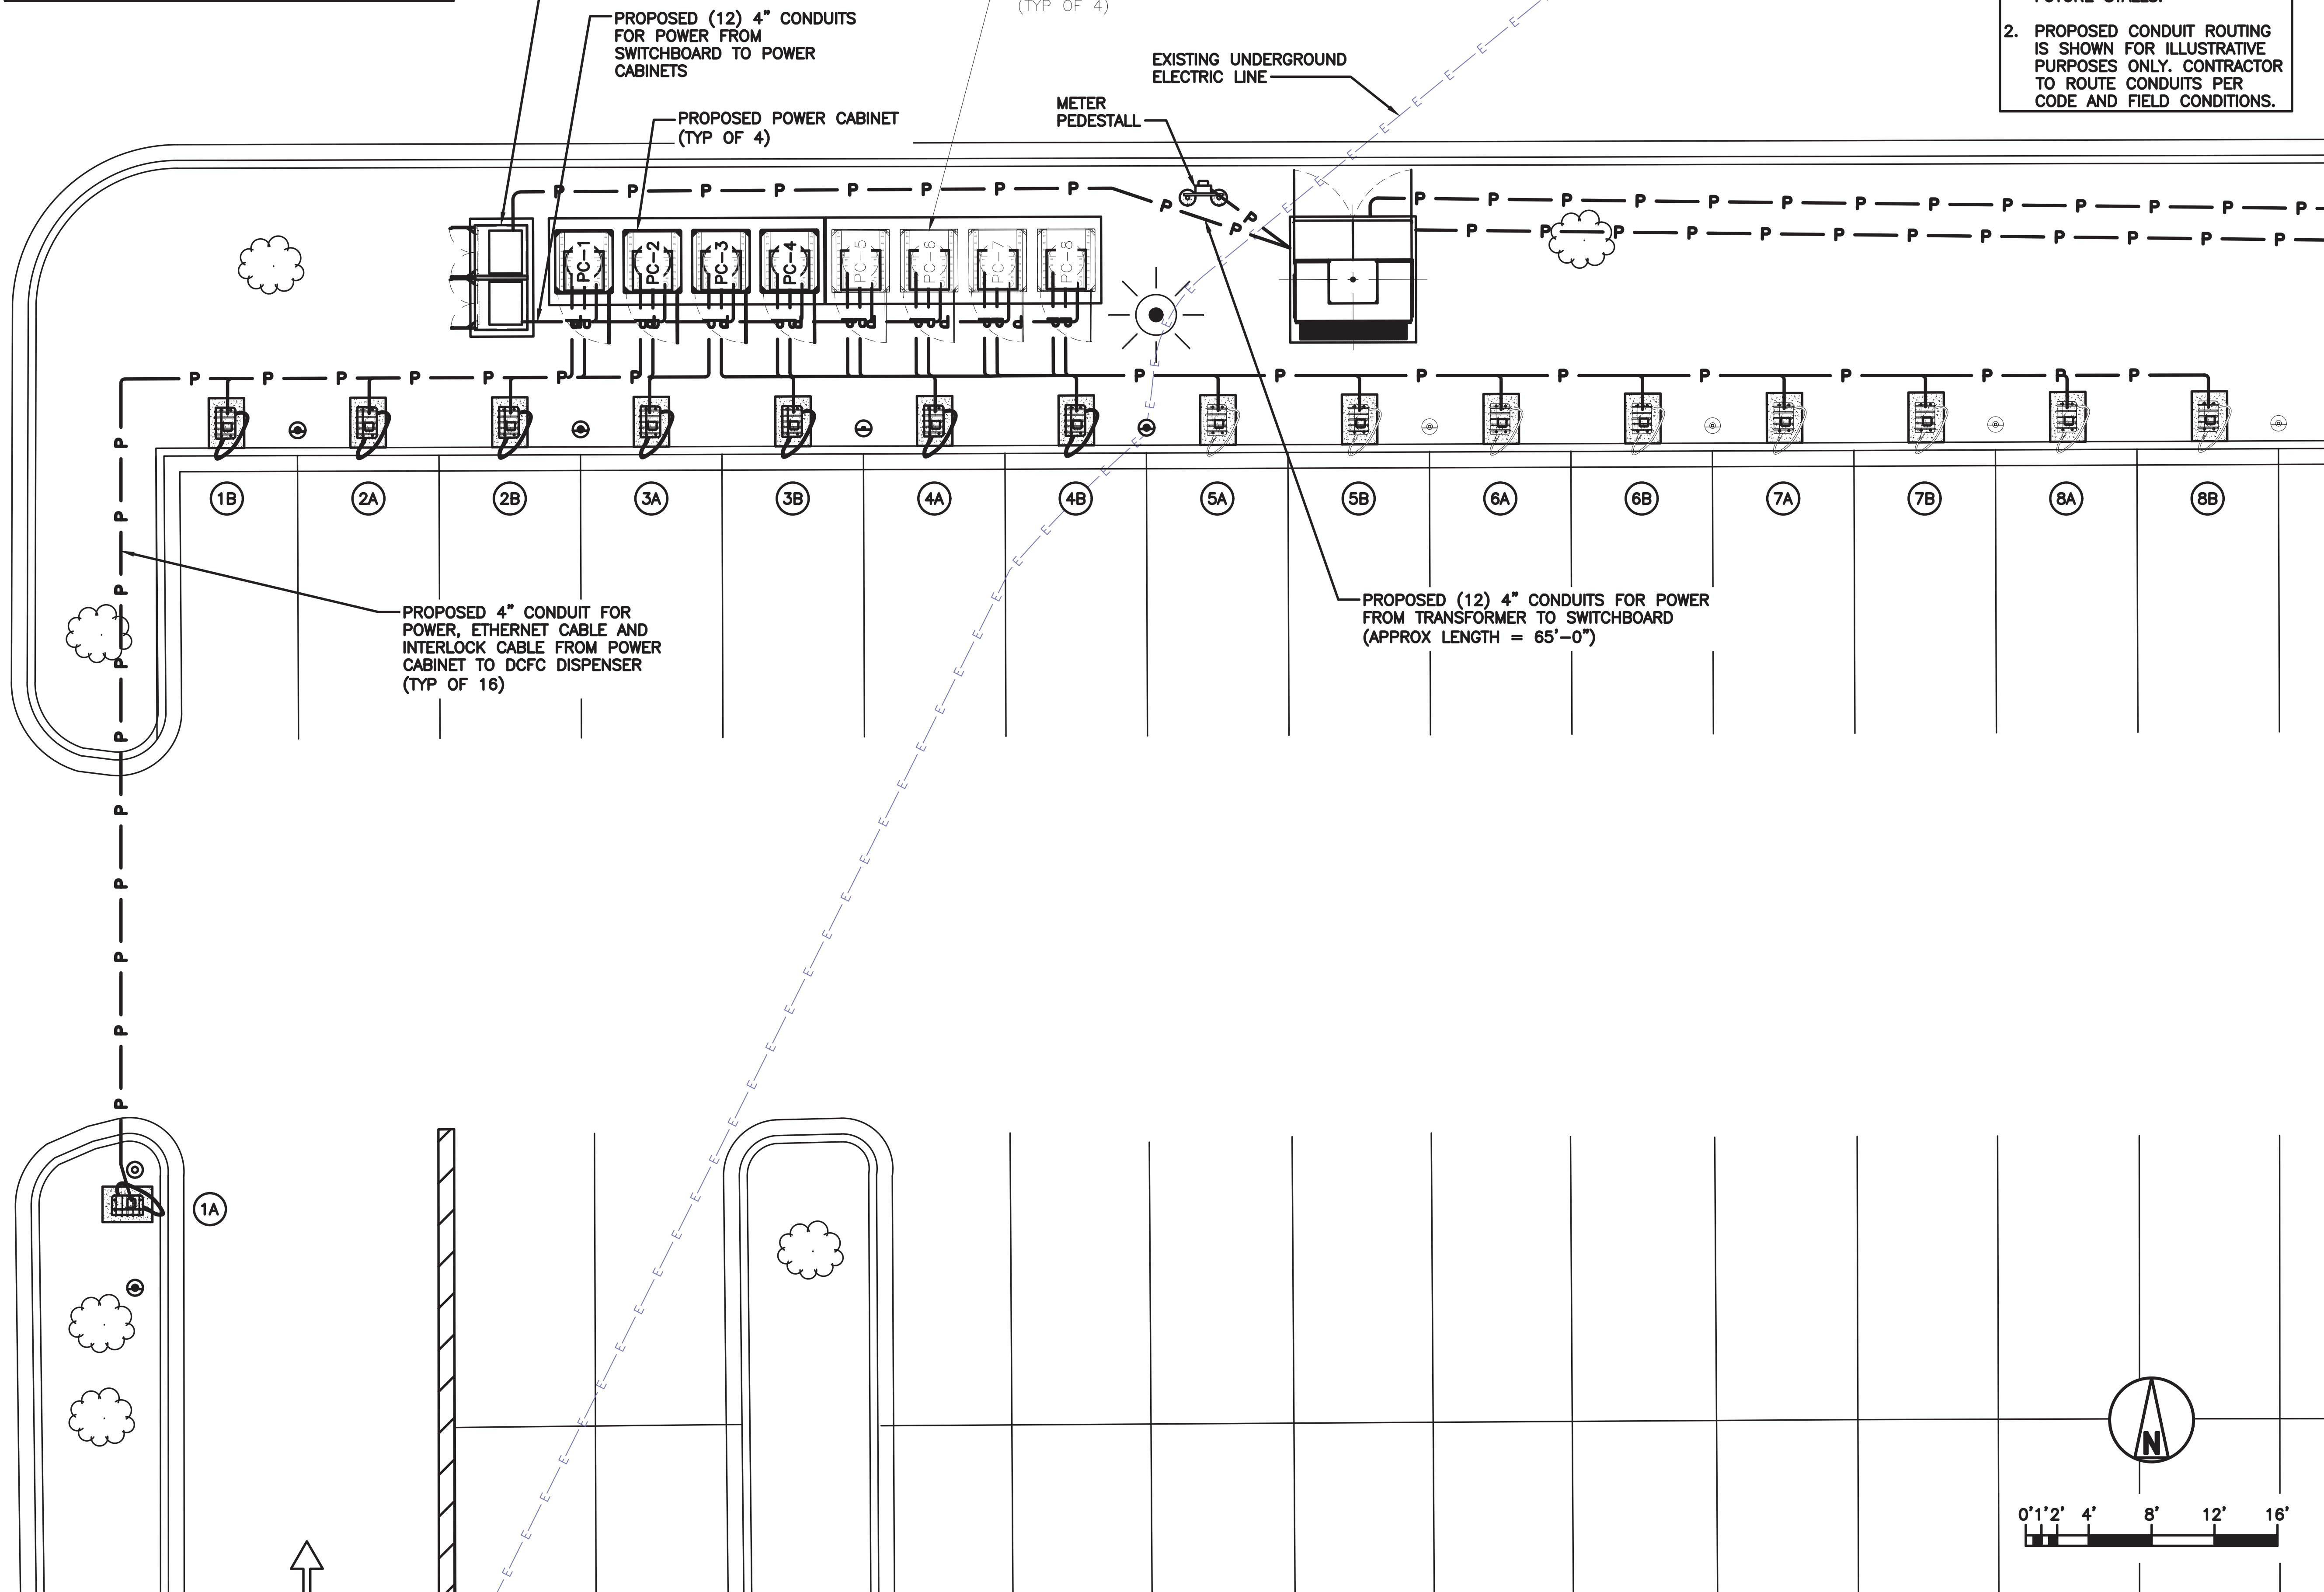 (TYP OF 4)
PROPOSED (12) 4" CONDUITS
FOR POWER FROM
SWITCHBOARD TO POWER
CABINETS
FUTURE STALLS.
2. PROPOSED CONDUIT ROUTING
IS SHOWN FOR ILLUSTRATIVE
PURPOSES ONLY. CONTRACTOR
TO ROUTE CONDUITS PER
CODE AND FIELD CONDITIONS.
EXISTING UNDERGROUND
ELECTRIC LINE
METER
PEDESTALL
PROPOSED POWER CABINET
(TYP OF 4)
PC-1
PC-2
PC-3
PC-4
PC-5
PC-6
PC-7
PC-8
1B
2A
2B
3A
3B
4A
4B
5A
5B
6A
6B
7A
7B
8A
8B
PROPOSED 4" CONDUIT FOR
POWER, ETHERNET CABLE AND
INTERLOCK CABLE FROM POWER
CABINET TO DCFC DISPENSER
(TYP OF 16)
PROPOSED (12) 4" CONDUITS FOR POWER
FROM TRANSFORMER TO SWITCHBOARD
(APPROX LENGTH = 65'-0")
1A
N
0' 1' 2' 4' 8' 12' 16'